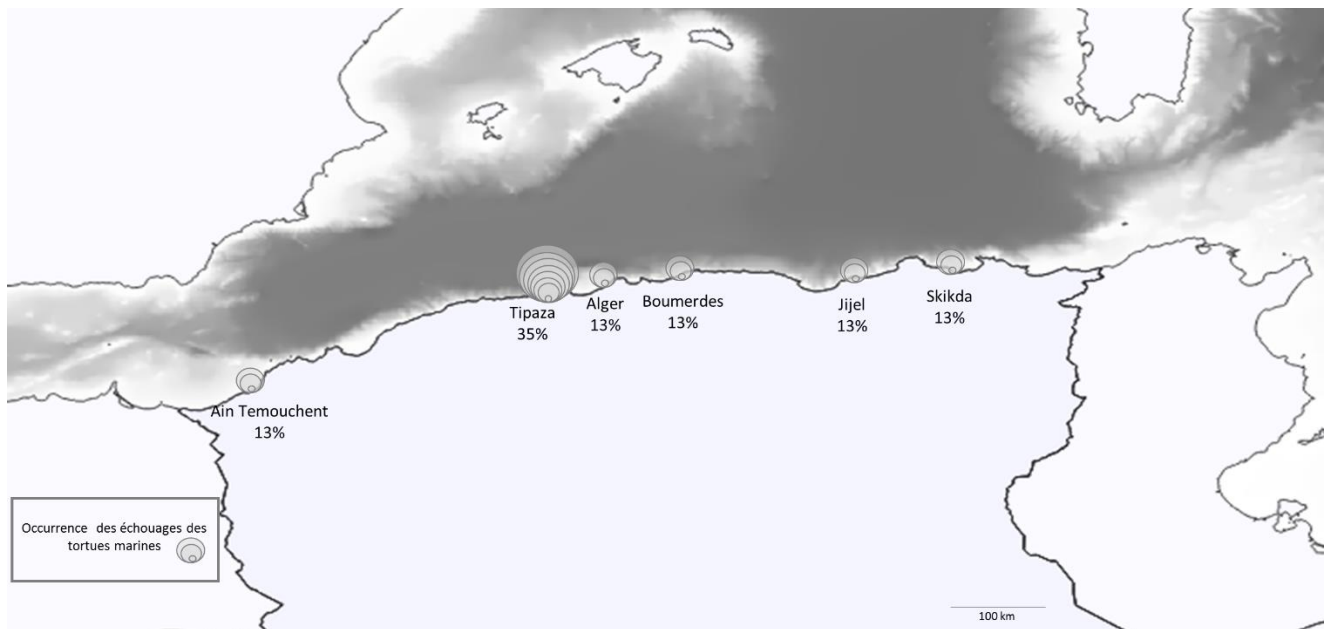 Tipaza
35%
Alger
13%
Boumerdes
13%
Jijel
13%
Skikda
13%
Ain Temouchent
13%
Occurrence des échouages des
tortues marines
100 km